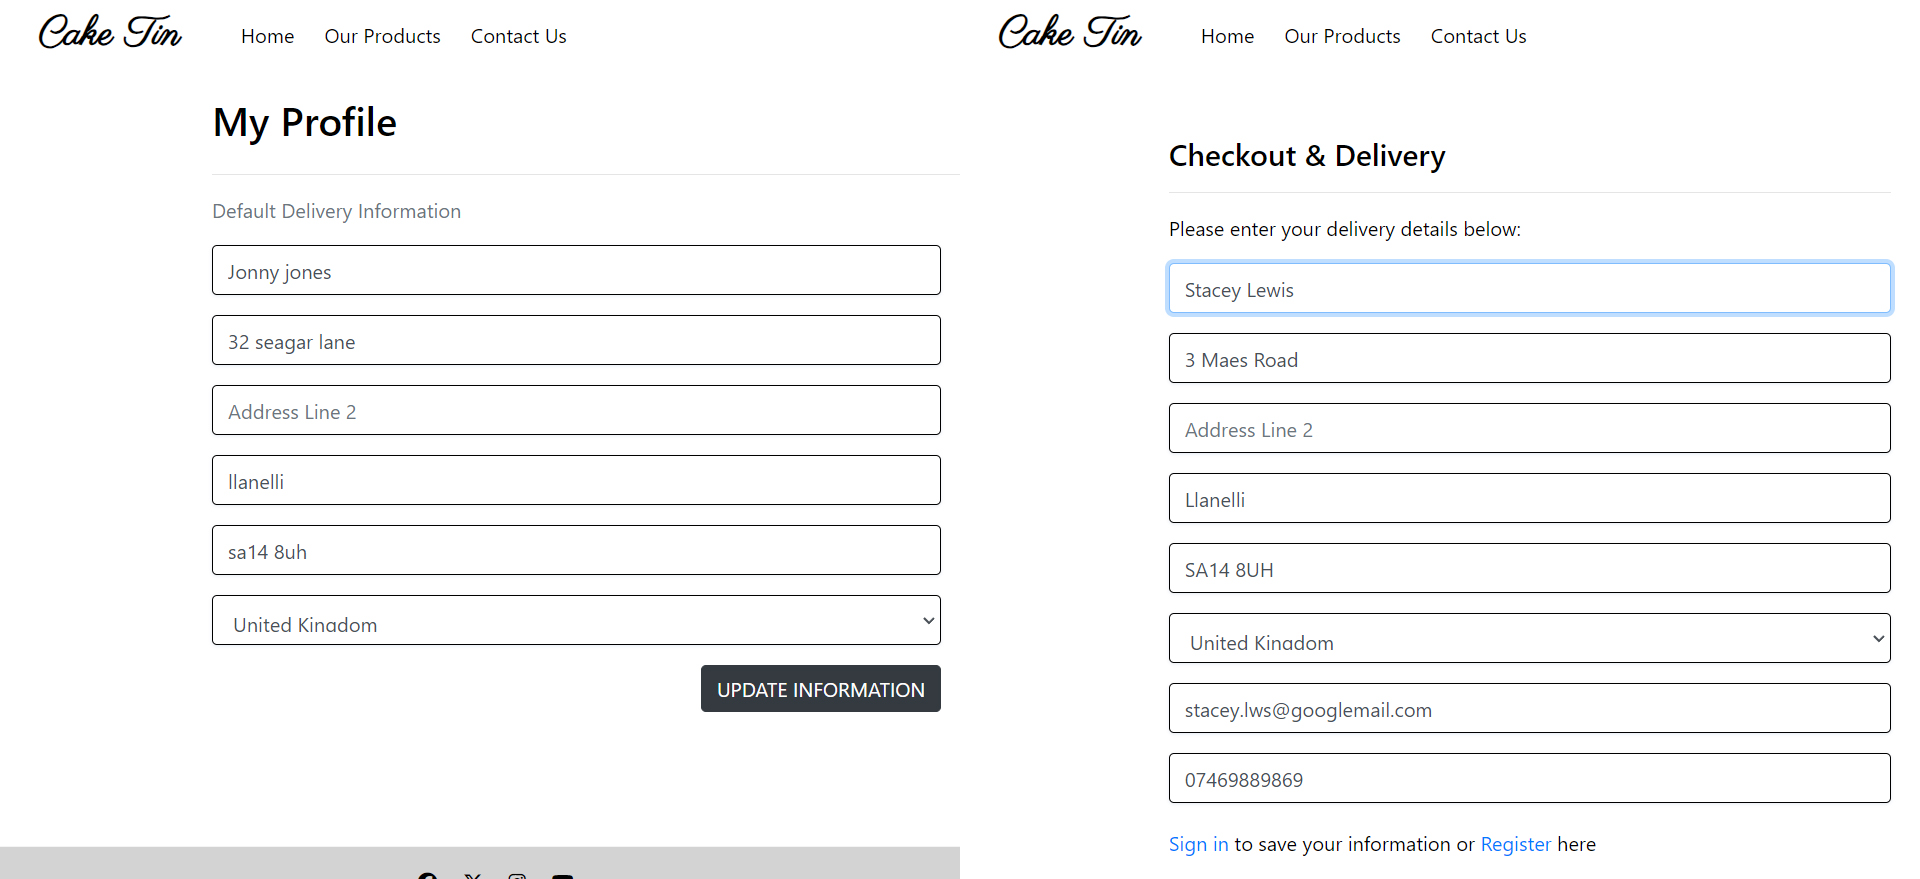 Cake Tin
Home Our Products Contact Us
My Profile
Default Delivery Information
Jonny jones
32 seagar lane
Address Line 2
llanelli
sa14 8uh
United Kingdom
UPDATE INFORMATION
Cake Tin
Home Our Products Contact Us
Checkout & Delivery
Please enter your delivery details below:
Stacey Lewis
3 Maes Road
Address Line 2
Llanelli
SA14 8UH
United Kingdom
stacey.lws@googlemail.com
07469889869
Sign in to save your information or Register here